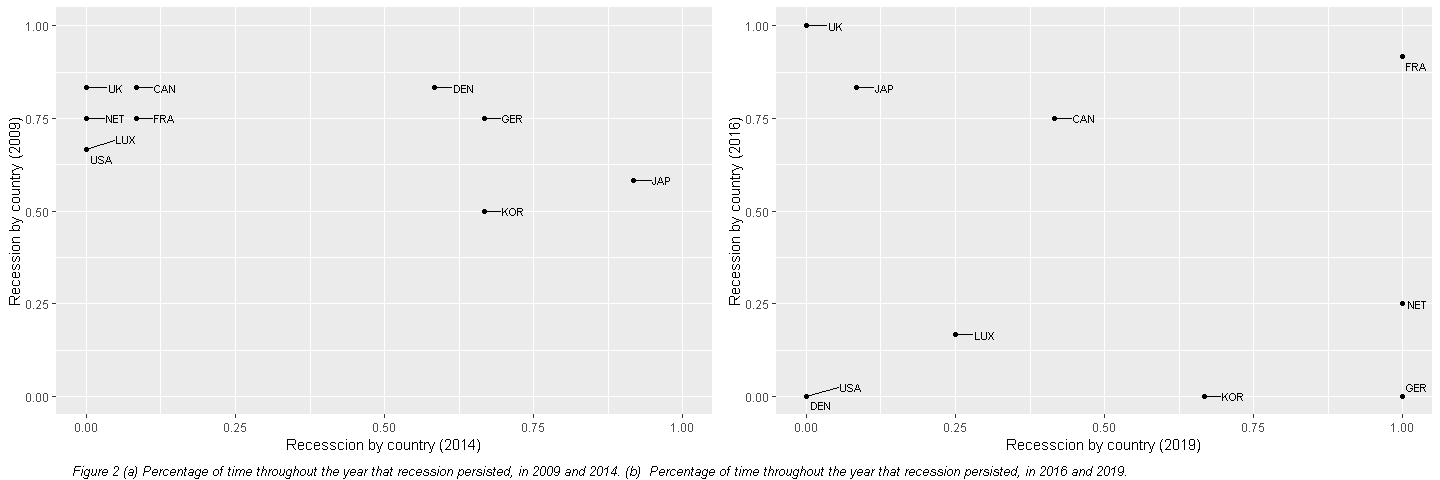 1.00
UK CAN DEN
0.75 NET FRA GER
LUX
USA
JAP
0.50 KOR
0.25
0.00
0.00 0.25 0.50 0.75 1.00
Recession by country (2009)
Recesscion by country (2014)
1.00 UK
FRA
JAP
0.75 CAN
0.50
0.25 NET
LUX
USA GER
0.00 KOR
DEN
0.00 0.25 0.50 0.75 1.00
Recession by country (2016)
Recesscion by country (2019)
Figure 2 (a) Percentage of time throughout the year that recession persisted, in 2009 and 2014. (b) Percentage of time throughout the year that recession persisted, in 2016 and 2019.